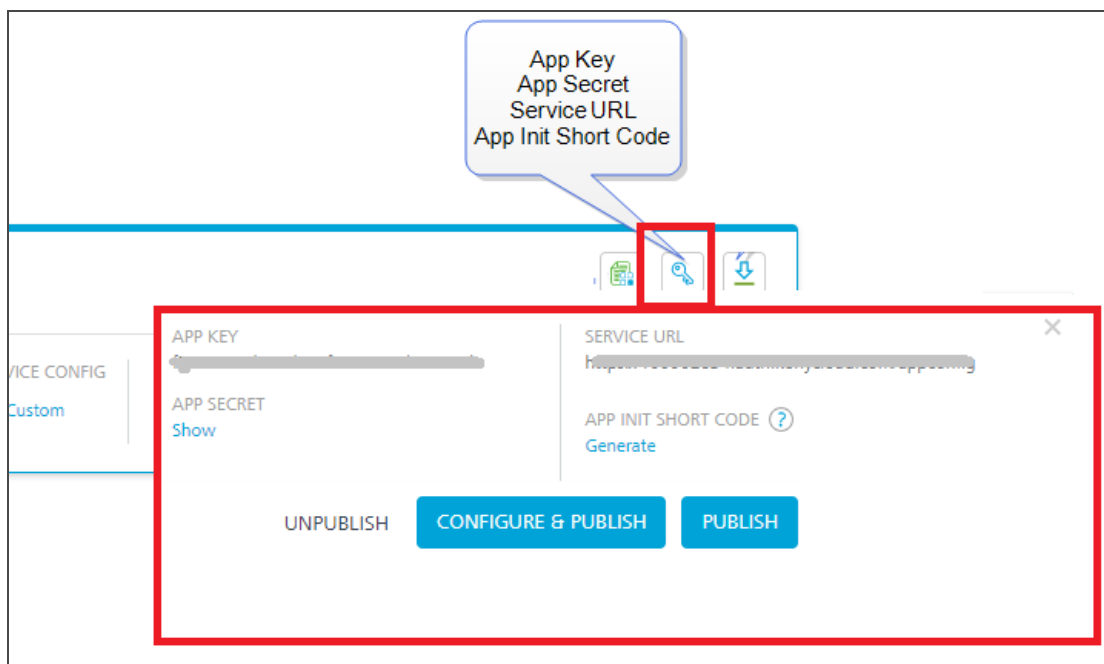 App Key
App Secret
Service URL
App Init Short Code
APP KEY
SERVICE URL
VICE CONFIG
Custom
APP SECRET
Show
APP INIT SHORT CODE ?
Generate
UNPUBLISH
CONFIGURE & PUBLISH
PUBLISH